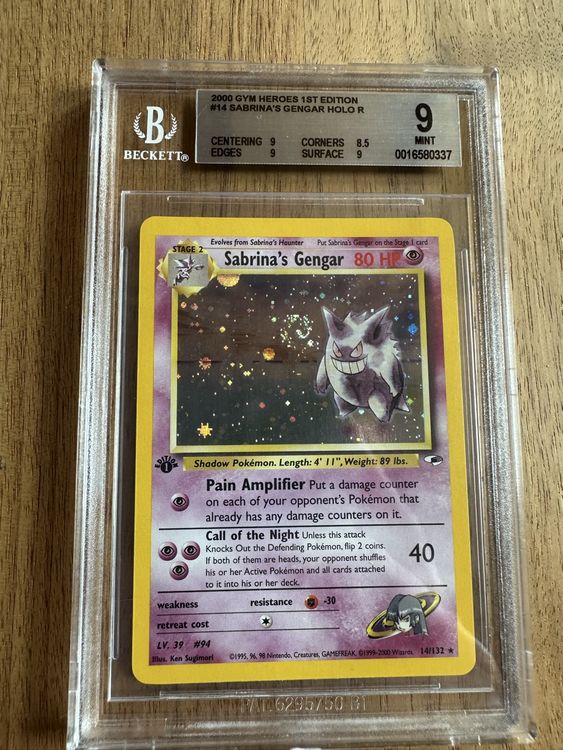 2000 GYM HEROES 1ST EDITION
#14 SABRINA'S GENGAR HOLO R
CENTERING 9 CORNERS 8.5
EDGES 9 SURFACE 9
9
MINT
0016580337
B
BECKETT®
Evolves from Sabrina's Haunter Put Sabrina's Gengar on the Stage 1 card
STAGE 2
Sabrina's Gengar 80 HP
EDITION
1
Shadow Pokémon. Length: 4' 11", Weight: 89 lbs.
Pain Amplifier Put a damage counter
on each of your opponent's Pokémon that
already has any damage counters on it.
Call of the Night Unless this attack
Knocks Out the Defending Pokémon, flip 2 coins.
If both of them are heads, your opponent shuffles
his or her Active Pokémon and all cards attached
to it into his or her deck.
40
weakness resistance -30
retreat cost
LV. 39 #94
Illus. Ken Sugimori
©1995, 96, 98 Nintendo, Creatures, GAMEFREAK. ©1999-2000 Wizards. 14/132 ★